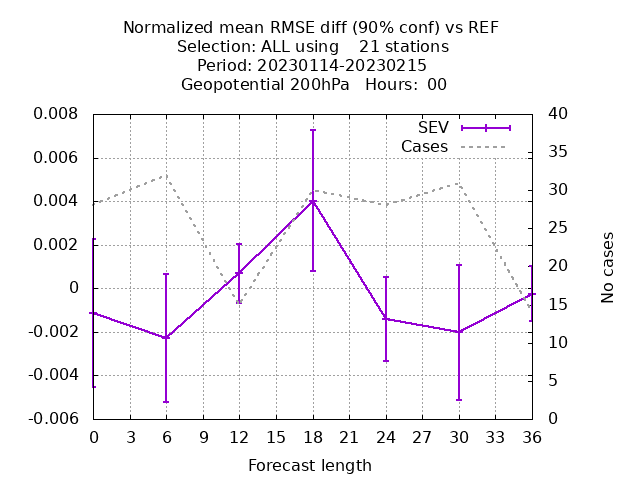 Normalized mean RMSE diff (90% conf) vs REF
Selection: ALL using    21 stations
Period: 20230114-20230215
Geopotential 200hPa   Hours:  00
SEV
Cases
0.008
0.006
0.004
0.002
0
-0.002
-0.004
-0.006
40
35
30
25
20
15
10
5
0
No cases
0 3 6 9 12 15 18 21 24 27 30 33 36
Forecast length